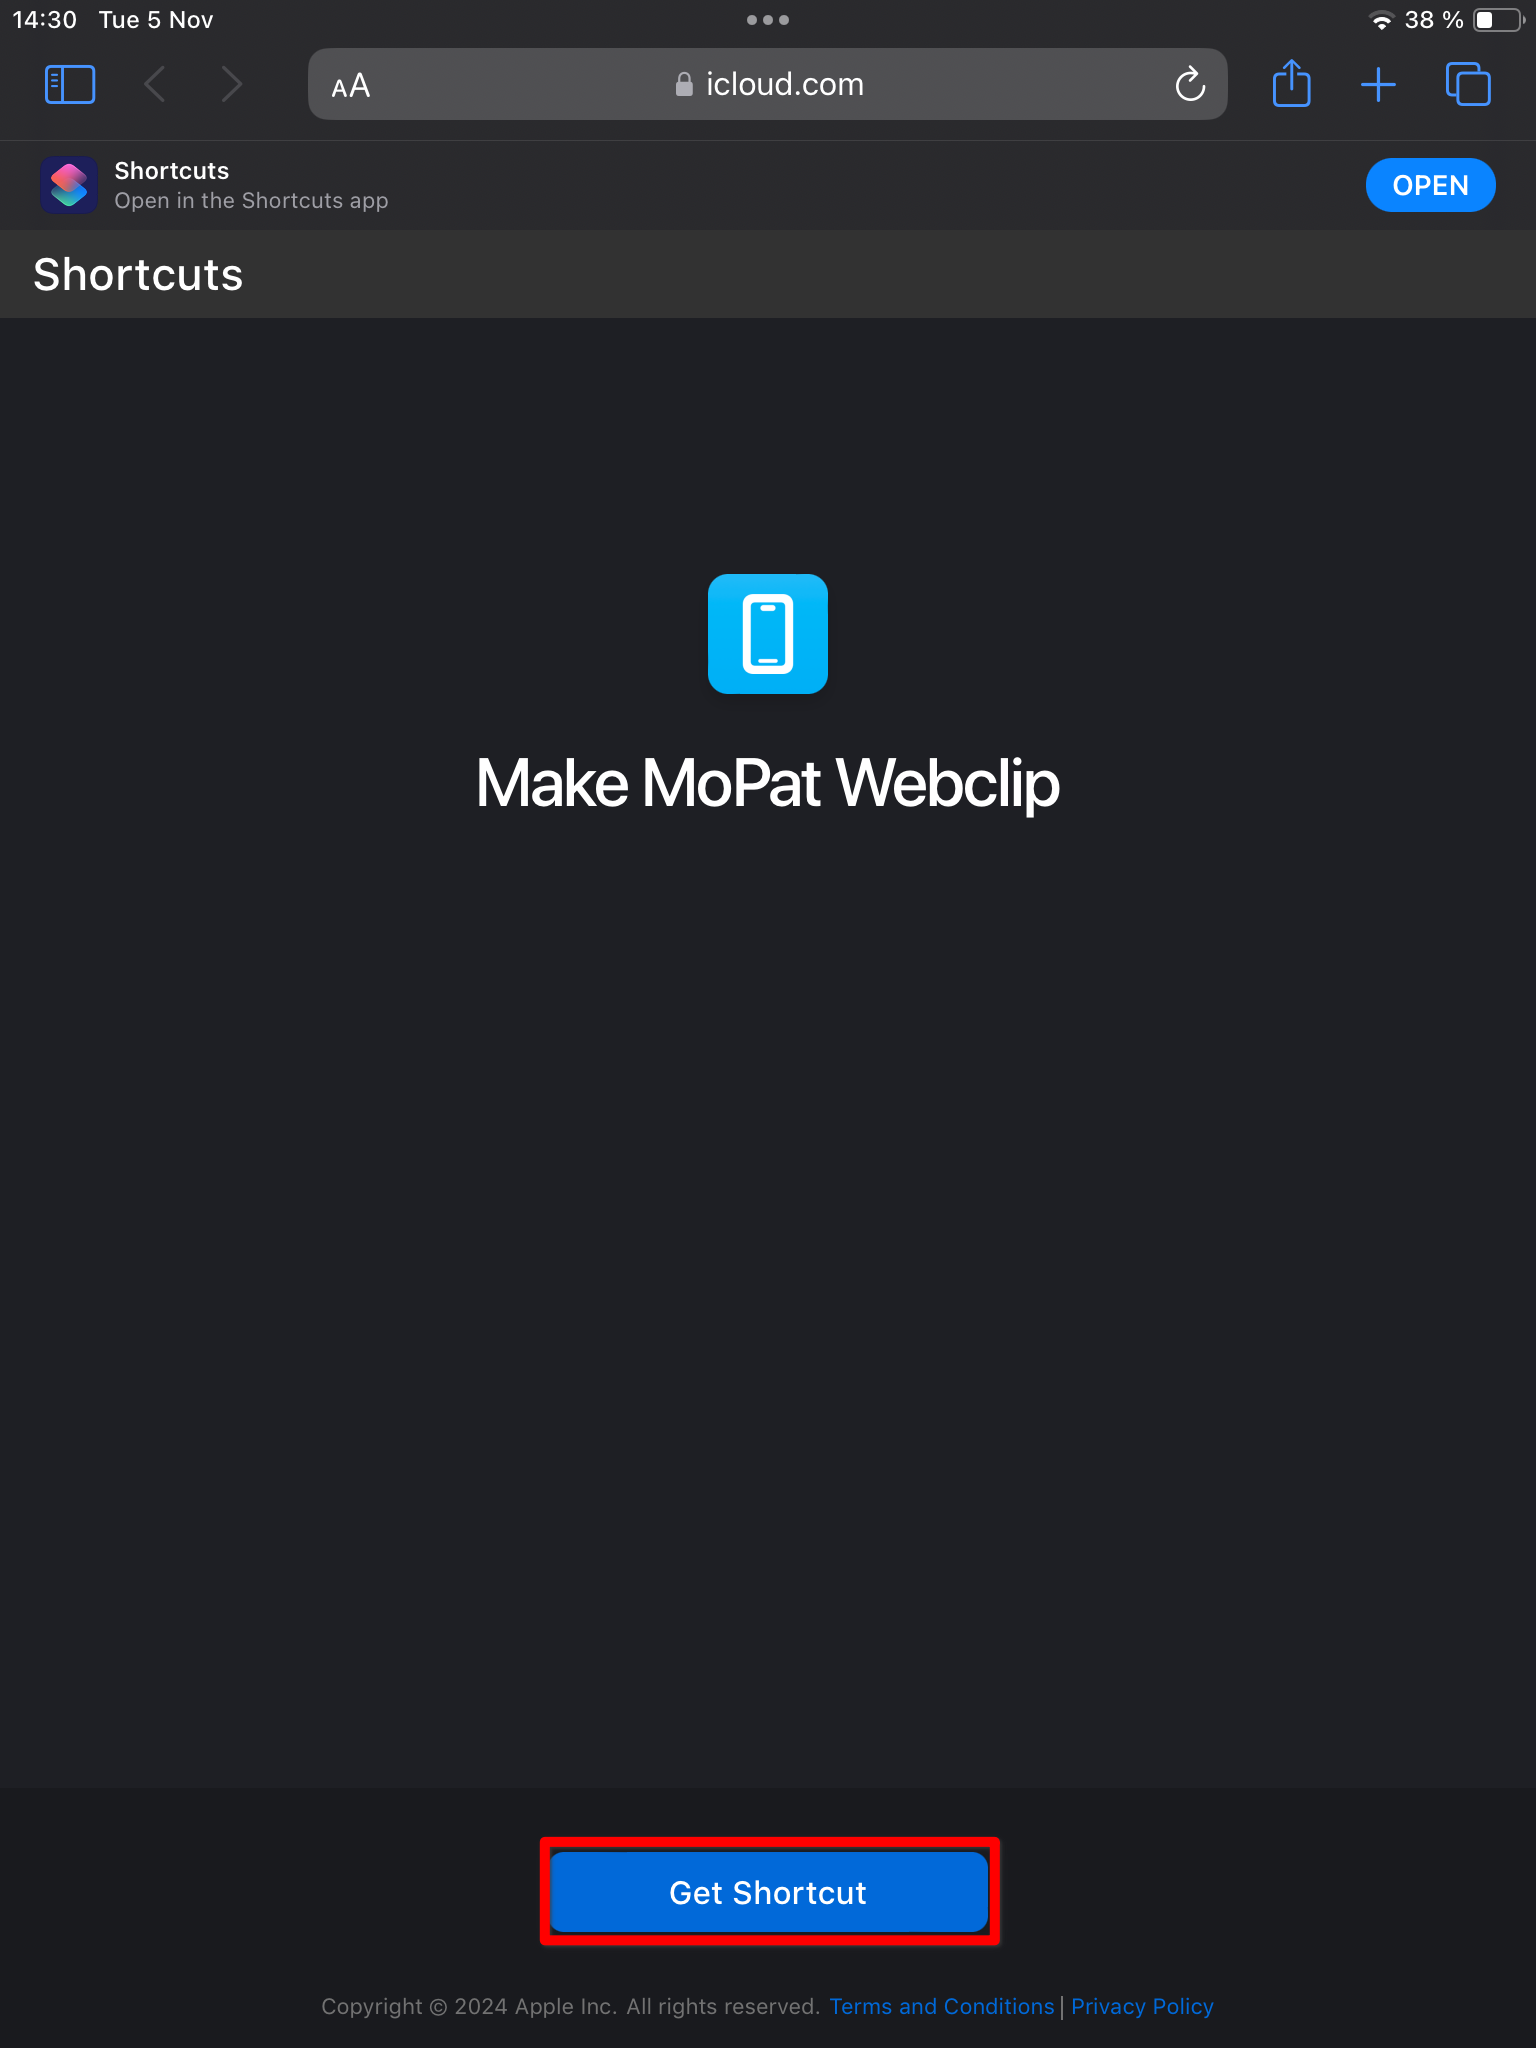 14:30 Tue 5 Nov
38 %
AA
icloud.com
Shortcuts
Open in the Shortcuts app
OPEN
Shortcuts
Make MoPat Webclip
Get Shortcut
Copyright © 2024 Apple Inc. All rights reserved. Terms and Conditions | Privacy Policy